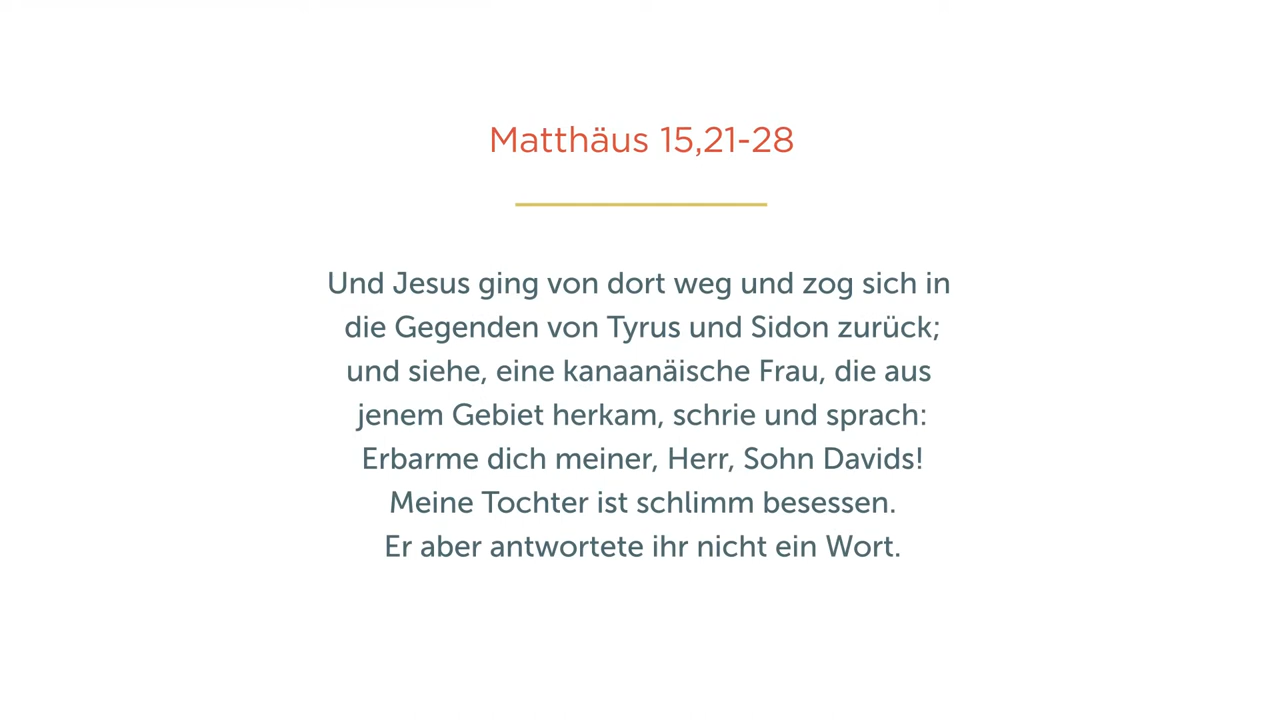 Matthäus 15,21-28
Und Jesus ging von dort weg und zog sich in
die Gegenden von Tyrus und Sidon zurück;
und siehe, eine kanaanäische Frau, die aus
jenem Gebiet herkam, schrie und sprach:
Erbarme dich meiner, Herr, Sohn Davids!
Meine Tochter ist schlimm besessen.
Er aber antwortete ihr nicht ein Wort.